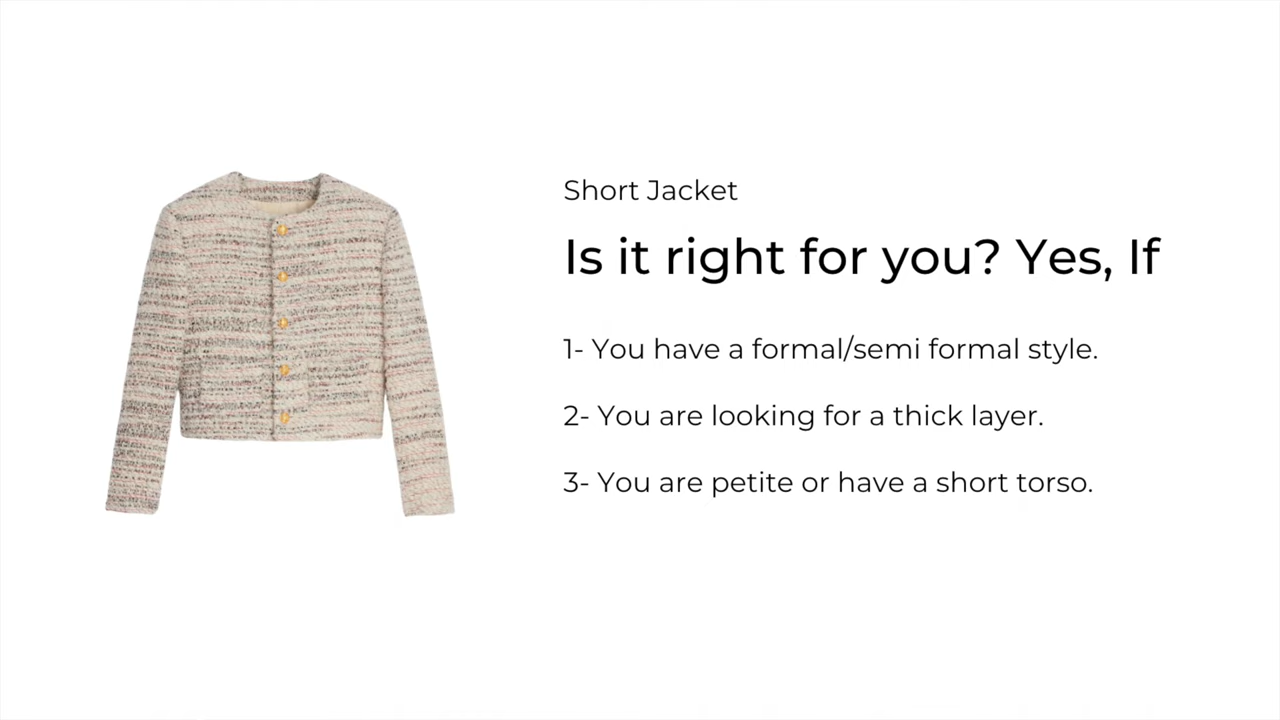 Short Jacket
Is it right for you? Yes, If
1- You have a formal/semi formal style.
2- You are looking for a thick layer.
3- You are petite or have a short torso.